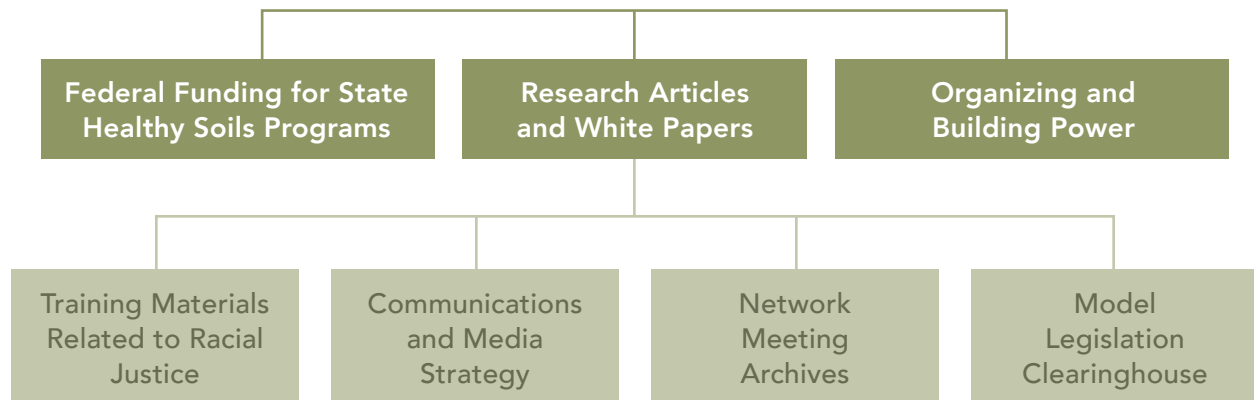 Federal Funding for State
Healthy Soils Programs
Research Articles
and White Papers
Organizing and
Building Power
Training Materials
Related to Racial
Justice
Communications
and Media
Strategy
Network
Meeting
Archives
Model
Legislation
Clearinghouse